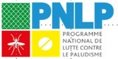 PNLP
PROGRAMME
NATIONAL DE
LUTTE CONTRE
LE PALUDISME